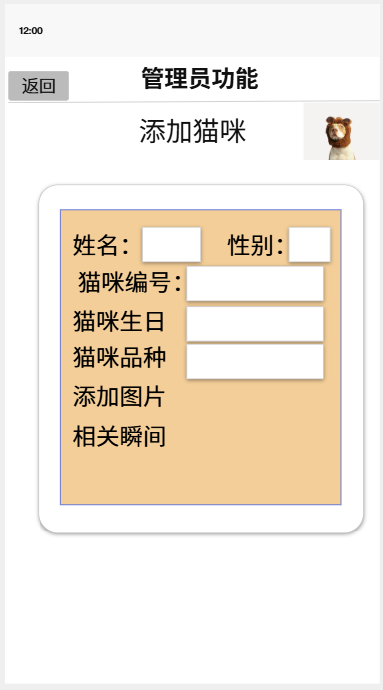 12:00
管理员功能
返回
添加猫咪
姓名： 性别：
猫咪编号：
猫咪生日
猫咪品种
添加图片
相关瞬间